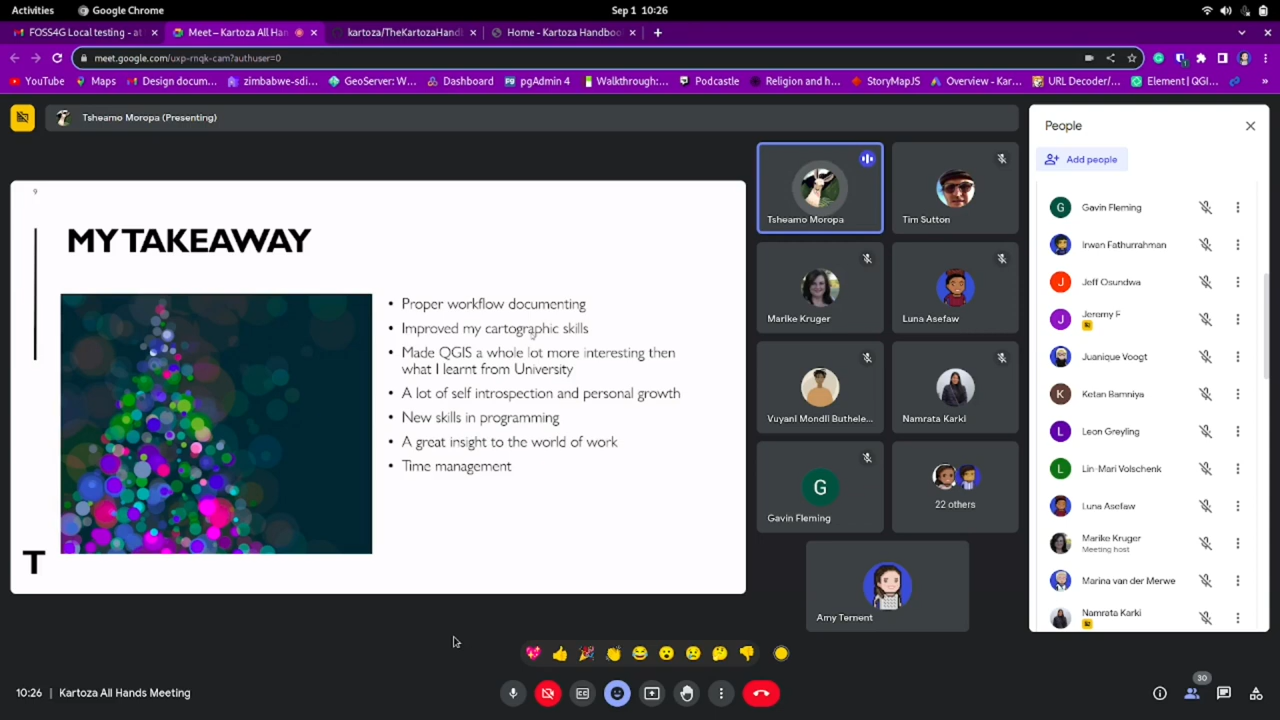 Activities
Google Chrome
Sep 1 10:26
FOSS4G Local testing - at
Meet – Kartoza All Han
kartoza/TheKartozaHandl
Home - Kartoza Handboo
meet.google.com/uxp-rnqk-cam?authuser=0
YouTube
Maps
Design docum...
zimbabwe-sdi...
GeoServer: W...
Dashboard
pgAdmin 4
Walkthrough:...
Podcastle
Religion and h...
StoryMapJS
Overview - Kar...
URL Decoder/...
Element | QGI...
Tsheamo Moropa (Presenting)
9
MY TAKEAWAY
• Proper workflow documenting
• Improved my cartographic skills
• Made QGIS a whole lot more interesting then
what I learnt from University
• A lot of self introspection and personal growth
• New skills in programming
• A great insight to the world of work
• Time management
T
Tsheamo Moropa
Tim Sutton
Marike Kruger
Luna Asefaw
Vuyani Mondli Buthele...
Namrata Karki
G
Gavin Fleming
22 others
Amy Ternent
People
Add people
G Gavin Fleming
Irwan Fathurrahman
J Jeff Osundwa
J Jeremy F
Juanique Voogt
K Ketan Bamniya
L Leon Greyling
L Lin-Mari Volschenk
Luna Asefaw
Marike Kruger
Meeting host
Marina van der Merwe
Namrata Karki
10:26 | Kartoza All Hands Meeting
30